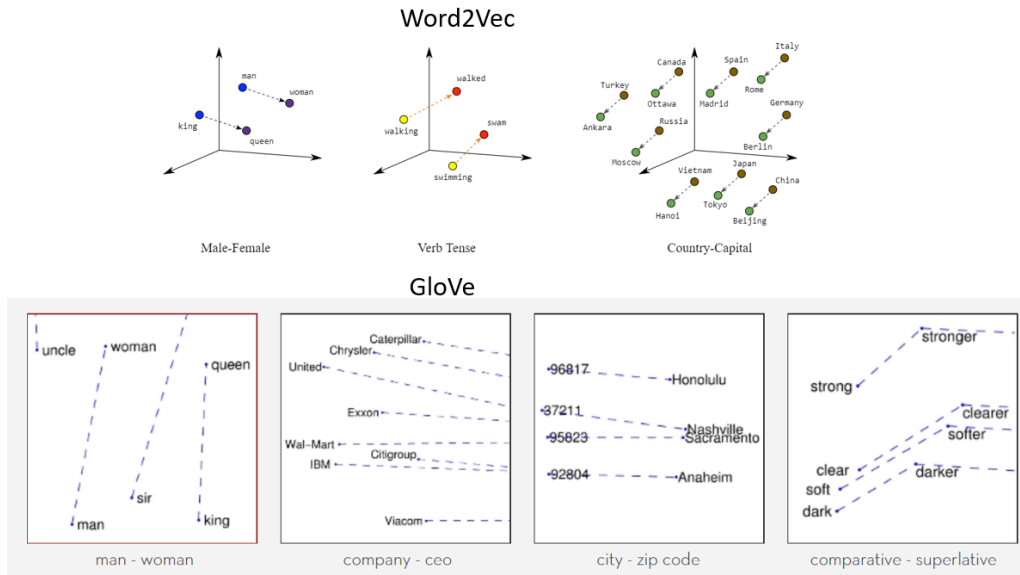 Word2Vec
man
woman
king
queen
Male-Female
walked
swam
walking
swimming
Verb Tense
Italy
Canada
Spain
Turkey
Rome
Ottawa
Madrid
Germany
Russia
Ankara
Berlin
Moscow
Vietnam
Japan
China
Hanoi
Tokyo
Beijing
Country-Capital
GloVe
uncle
woman
queen
sir
man
king
man - woman
Caterpillar
Chrysler
United
Exxon
Wal-Mart
Citigroup
IBM
Viacom
company - ceo
96817
Honolulu
37211
Nashville
95823
Sacramento
92804
Anaheim
city - zip code
stronger
strong
clearer
softer
clear
darker
soft
dark
comparative - superlative